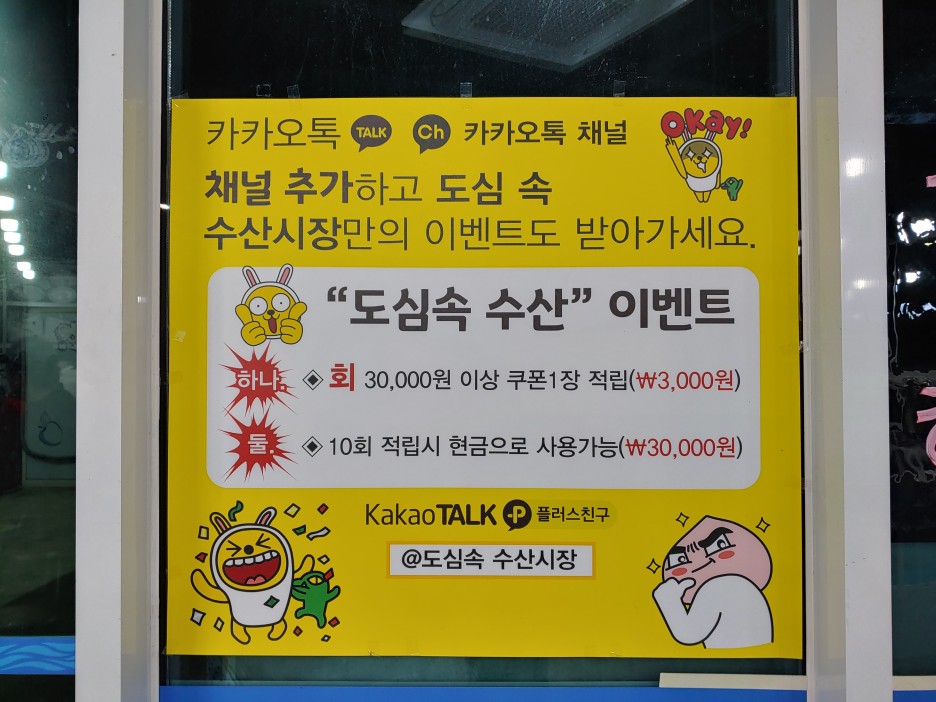 카카오톡 TALK Ch 카카오톡 채널
Okay!
채널 추가하고 도심 속
수산시장만의 이벤트도 받아가세요.
“도심속 수산” 이벤트
하나. ◈ 회 30,000원 이상 쿠폰1장 적립(₩3,000원)
둘. ◈ 10회 적립시 현금으로 사용가능(₩30,000원)
KakaoTALK P 플러스친구
@도심속 수산시장